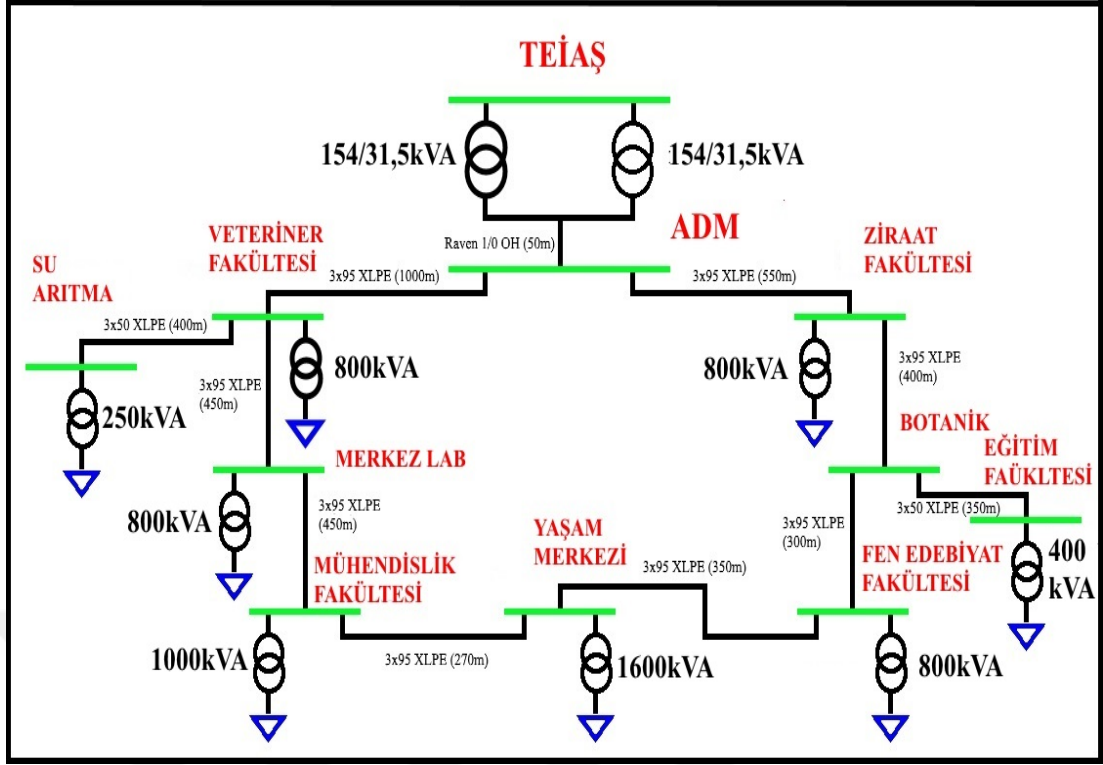 TEİAŞ
154/31,5kVA
154/31,5kVA
ADM
Raven 1/0 OH (50m)
VETERİNER
FAKÜLTESİ
ZİRAAT
FAKÜLTESİ
SU
ARITMA
3x95 XLPE (1000m)
3x95 XLPE (550m)
3x50 XLPE (400m)
800kVA
800kVA
3x95 XLPE
(450m)
3x95 XLPE
(400m)
250kVA
BOTANİK
EĞİTİM
FAÜKLTESİ
MERKEZ LAB
3x50 XLPE (350m)
800kVA
3x95 XLPE
(450m)
YAŞAM
MERKEZİ
3x95 XLPE
(300m)
400
kVA
MÜHENDİSLİK
FAKÜLTESİ
3x95 XLPE (350m)
FEN EDEBİYAT
FAKÜLTESİ
1000kVA
3x95 XLPE (270m)
1600kVA
800kVA